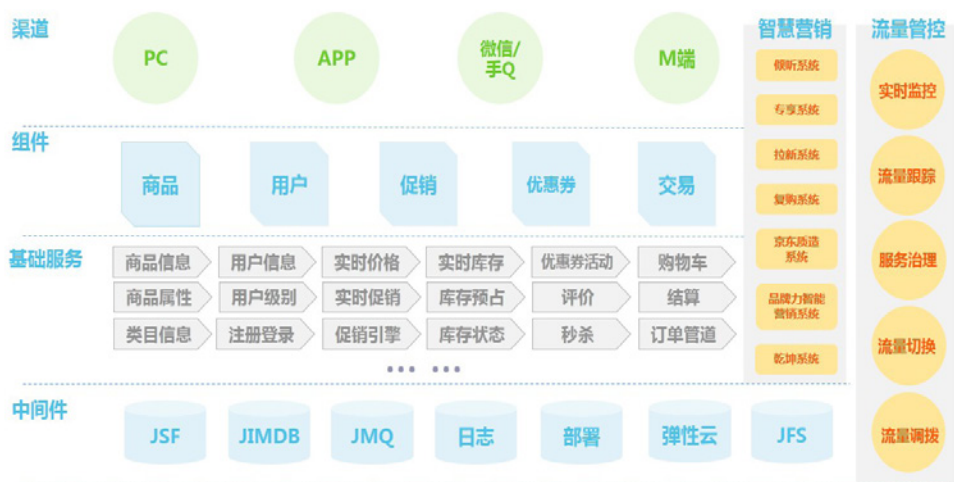 渠道
PC
APP
微信/
手Q
M端
组件
商品
用户
促销
优惠券
交易
基础服务
商品信息
用户信息
实时价格
实时库存
优惠券活动
购物车
商品属性
用户级别
实时促销
库存预占
评价
结算
类目信息
注册登录
促销引擎
库存状态
秒杀
订单管道
... ...
中间件
JSF
JIMDB
JMQ
日志
部署
弹性云
JFS
智慧营销
倾听系统
专享系统
拉新系统
复购系统
京东质造
系统
品牌力智能
营销系统
乾坤系统
流量管控
实时监控
流量跟踪
服务治理
流量切换
流量调拨